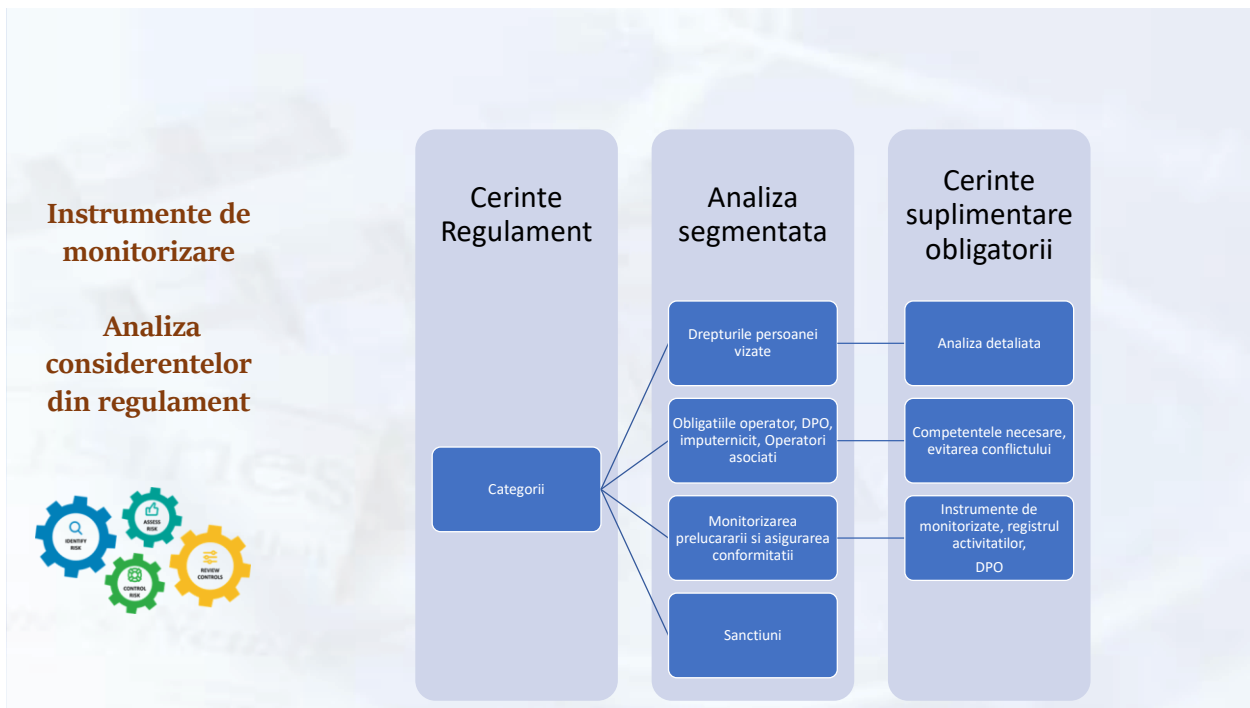 Instrumente de
monitorizare
Analiza
considerentelor
din regulament
IDENTIFY
RISK
ASSESS
RISK
REVIEW
CONTROLS
CONTROL
RISK
Cerinte
Regulament
Categorii
Analiza
segmentata
Drepturile persoanei
vizate
Obligatiile operator, DPO,
imputernicit, Operatori
asociati
Monitorizarea
prelucararii si asigurarea
conformitatii
Sanctiuni
Cerinte
suplimentare
obligatorii
Analiza detaliata
Competentele necesare,
evitarea conflictului
Instrumente de
monitorizate, registrul
activitatilor,
DPO